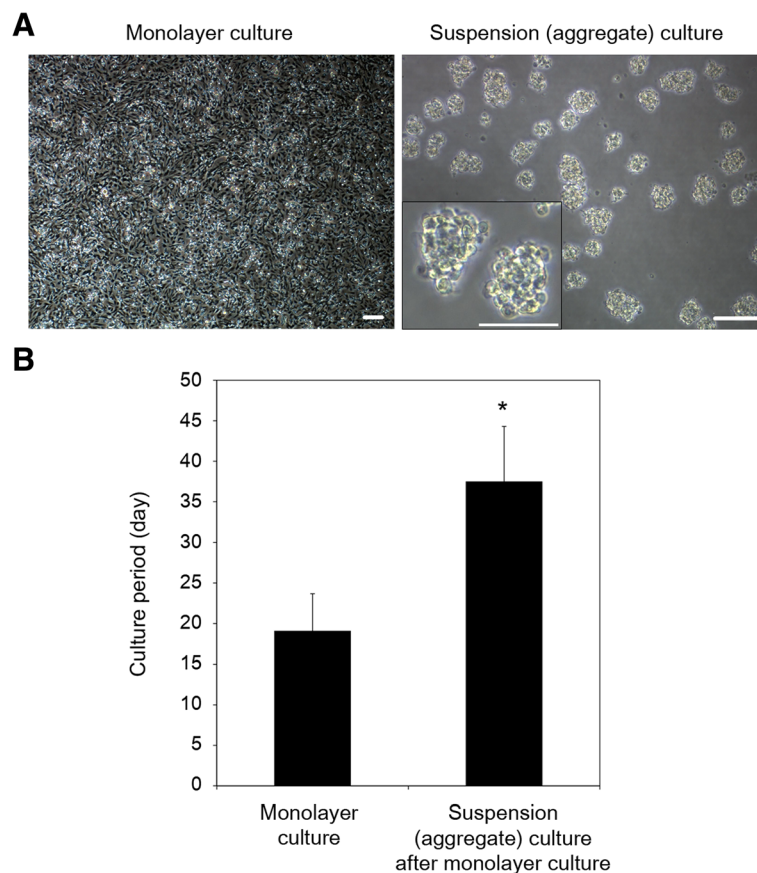 A
Monolayer culture
Suspension (aggregate) culture
B
50
45
40
35
30
25
20
15
10
5
0
Culture period (day)
*
Monolayer
culture
Suspension
(aggregate) culture
after monolayer culture